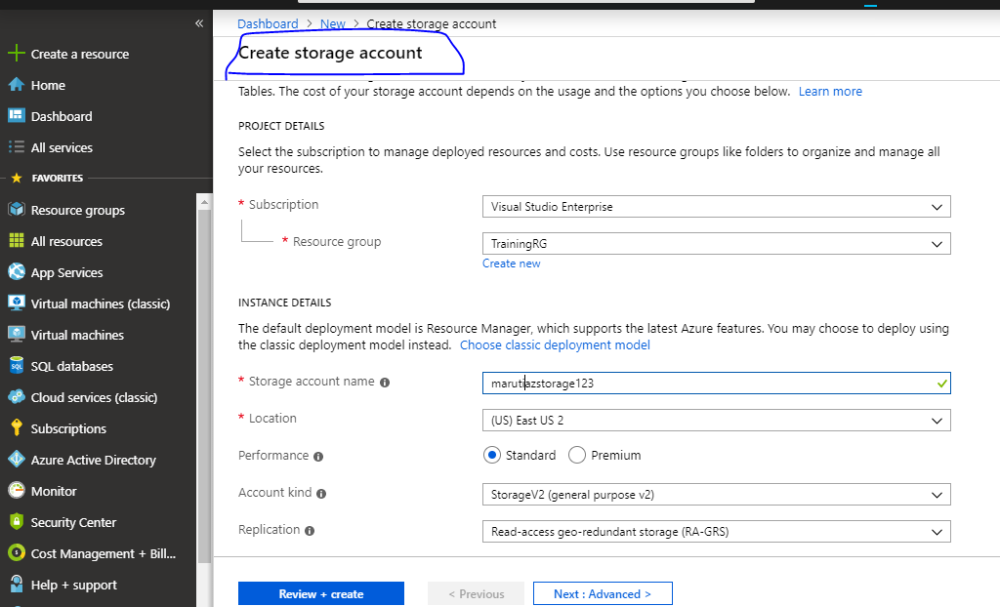 «
Dashboard > New > Create storage account
Create storage account
Tables. The cost of your storage account depends on the usage and the options you choose below. Learn more
PROJECT DETAILS
Select the subscription to manage deployed resources and costs. Use resource groups like folders to organize and manage all
your resources.
* Subscription
Visual Studio Enterprise
* Resource group
TrainingRG
Create new
INSTANCE DETAILS
The default deployment model is Resource Manager, which supports the latest Azure features. You may choose to deploy using
the classic deployment model instead. Choose classic deployment model
* Storage account name
marutiazstorage123
* Location
(US) East US 2
Performance
Standard Premium
Account kind
StorageV2 (general purpose v2)
Replication
Read-access geo-redundant storage (RA-GRS)
Review + create
< Previous
Next : Advanced >
Create a resource
Home
Dashboard
All services
FAVORITES
Resource groups
All resources
App Services
Virtual machines (classic)
Virtual machines
SQL databases
Cloud services (classic)
Subscriptions
Azure Active Directory
Monitor
Security Center
Cost Management + Bill...
Help + support